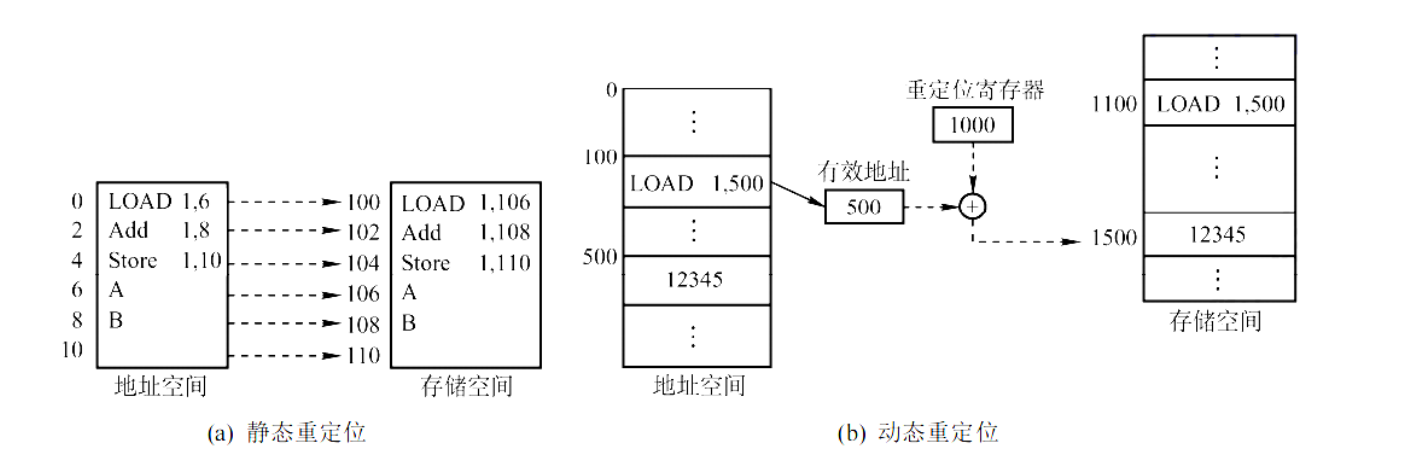 0 LOAD 1,6 100 LOAD 1,106
2 Add 1,8 102 Add 1,108
4 Store 1,10 104 Store 1,110
6 A 106 A
8 B 108 B
10 110
地址空间 存储空间
(a) 静态重定位
0
⋮
100
LOAD 1,500
⋮
500
12345
⋮
地址空间
有效地址
500
重定位寄存器
1000
+
⋮
1100 LOAD 1,500
⋮
1500 12345
⋮
存储空间
(b) 动态重定位